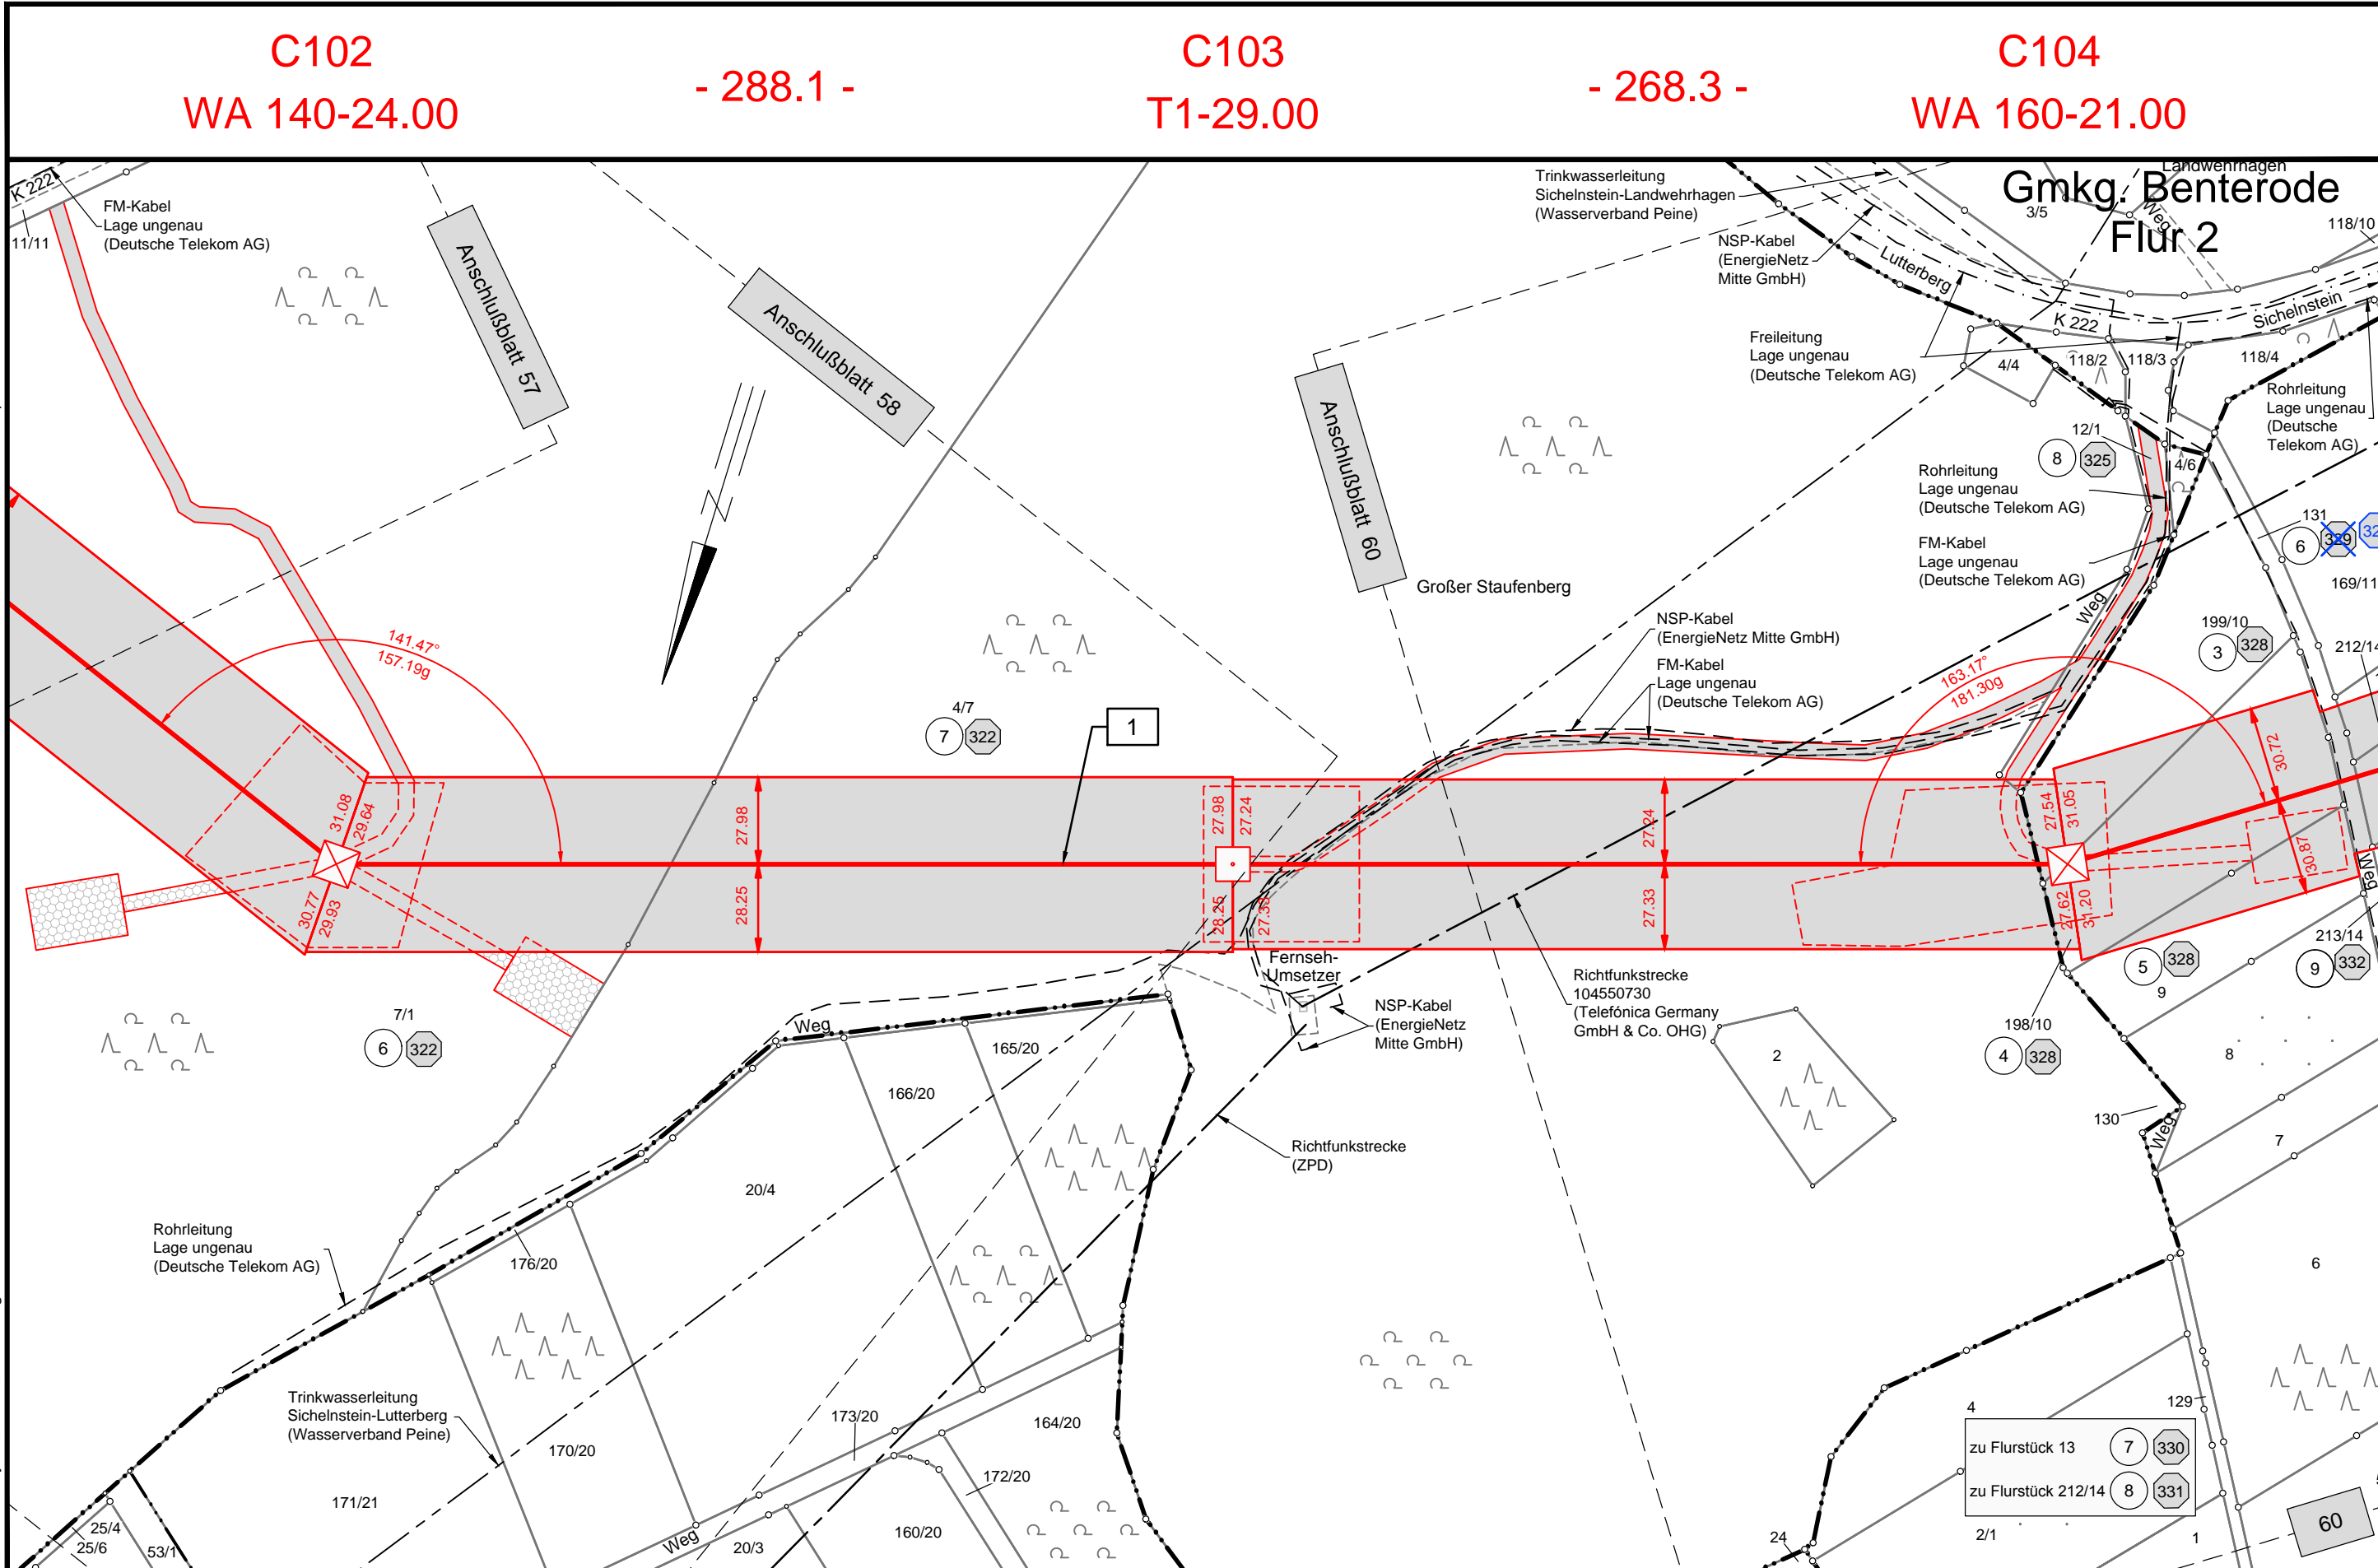 C102
WA 140-24.00
- 288.1 -
C103
T1-29.00
- 268.3 -
C104
WA 160-21.00
K 222
11/11
FM-Kabel
Lage ungenau
(Deutsche Telekom AG)
Anschlußblatt 57
Anschlußblatt 58
Anschlußblatt 60
Trinkwasserleitung
Sichelnstein-Landwehrhagen
(Wasserverband Peine)
Landwehrhagen
Gmkg. Benterode
Flur 2
3/5
Weg
118/10
NSP-Kabel
(EnergieNetz
Mitte GmbH)
Lutterberg
Sichelnstein
K 222
Freileitung
Lage ungenau
(Deutsche Telekom AG)
4/4
118/2
118/3
118/4
Rohrleitung
Lage ungenau
(Deutsche
Telekom AG)
12/1
8
325
4/6
Rohrleitung
Lage ungenau
(Deutsche Telekom AG)
FM-Kabel
Lage ungenau
(Deutsche Telekom AG)
131
6
329
169/11
Großer Staufenberg
Weg
199/10
3
328
212/14
NSP-Kabel
(EnergieNetz Mitte GmbH)
FM-Kabel
Lage ungenau
(Deutsche Telekom AG)
141.47°
157.19g
163.17°
181.30g
4/7
7
322
1
31.08
29.64
30.77
29.93
27.98
28.25
27.98
27.24
28.25
27.33
27.24
27.33
27.54
31.05
27.62
31.20
30.72
30.87
Weg
Fernseh-
Umsetzer
NSP-Kabel
(EnergieNetz
Mitte GmbH)
Richtfunkstrecke
104550730
(Telefónica Germany
GmbH & Co. OHG)
5
328
9
213/14
9
332
198/10
4
328
7/1
6
322
Weg
165/20
166/20
2
8
130
Weg
7
Richtfunkstrecke
(ZPD)
20/4
Rohrleitung
Lage ungenau
(Deutsche Telekom AG)
176/20
6
Trinkwasserleitung
Sichelnstein-Lutterberg
(Wasserverband Peine)
170/20
173/20
164/20
172/20
171/21
25/4
25/6
53/1
Weg
20/3
160/20
129
4
zu Flurstück 13
7
330
zu Flurstück 212/14
8
331
24
2/1
1
60